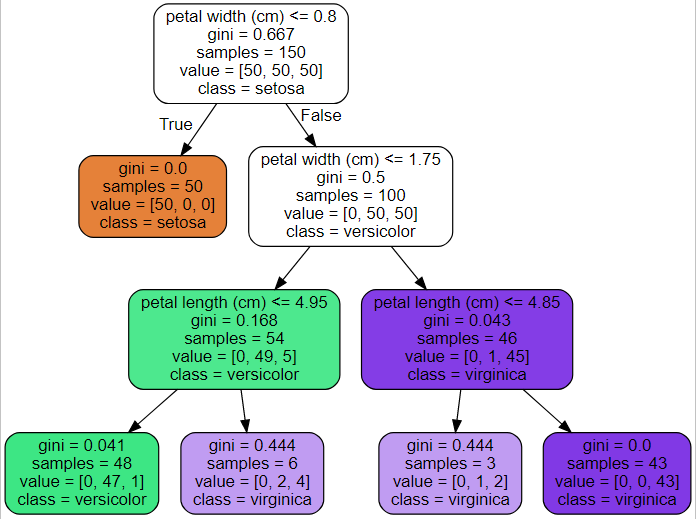 petal width (cm) <= 0.8
gini = 0.667
samples = 150
value = [50, 50, 50]
class = setosa
True
False
gini = 0.0
samples = 50
value = [50, 0, 0]
class = setosa
petal width (cm) <= 1.75
gini = 0.5
samples = 100
value = [0, 50, 50]
class = versicolor
petal length (cm) <= 4.95
gini = 0.168
samples = 54
value = [0, 49, 5]
class = versicolor
petal length (cm) <= 4.85
gini = 0.043
samples = 46
value = [0, 1, 45]
class = virginica
gini = 0.041
samples = 48
value = [0, 47, 1]
class = versicolor
gini = 0.444
samples = 6
value = [0, 2, 4]
class = virginica
gini = 0.444
samples = 3
value = [0, 1, 2]
class = virginica
gini = 0.0
samples = 43
value = [0, 0, 43]
class = virginica